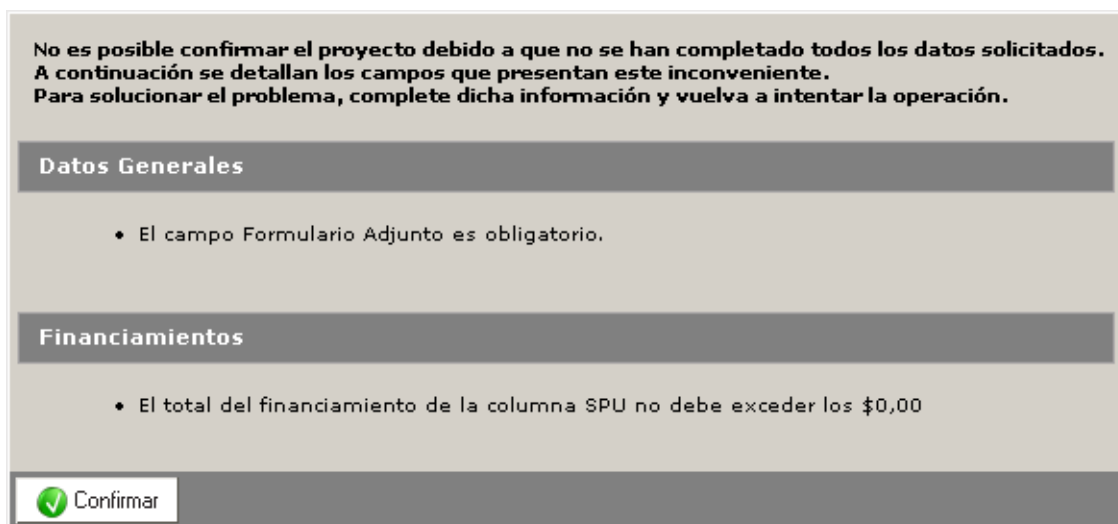 No es posible confirmar el proyecto debido a que no se han completado todos los datos solicitados.
A continuación se detallan los campos que presentan este inconveniente.
Para solucionar el problema, complete dicha información y vuelva a intentar la operación.
Datos Generales
• El campo Formulario Adjunto es obligatorio.
Financiamientos
• El total del financiamiento de la columna SPU no debe exceder los $0,00
Confirmar